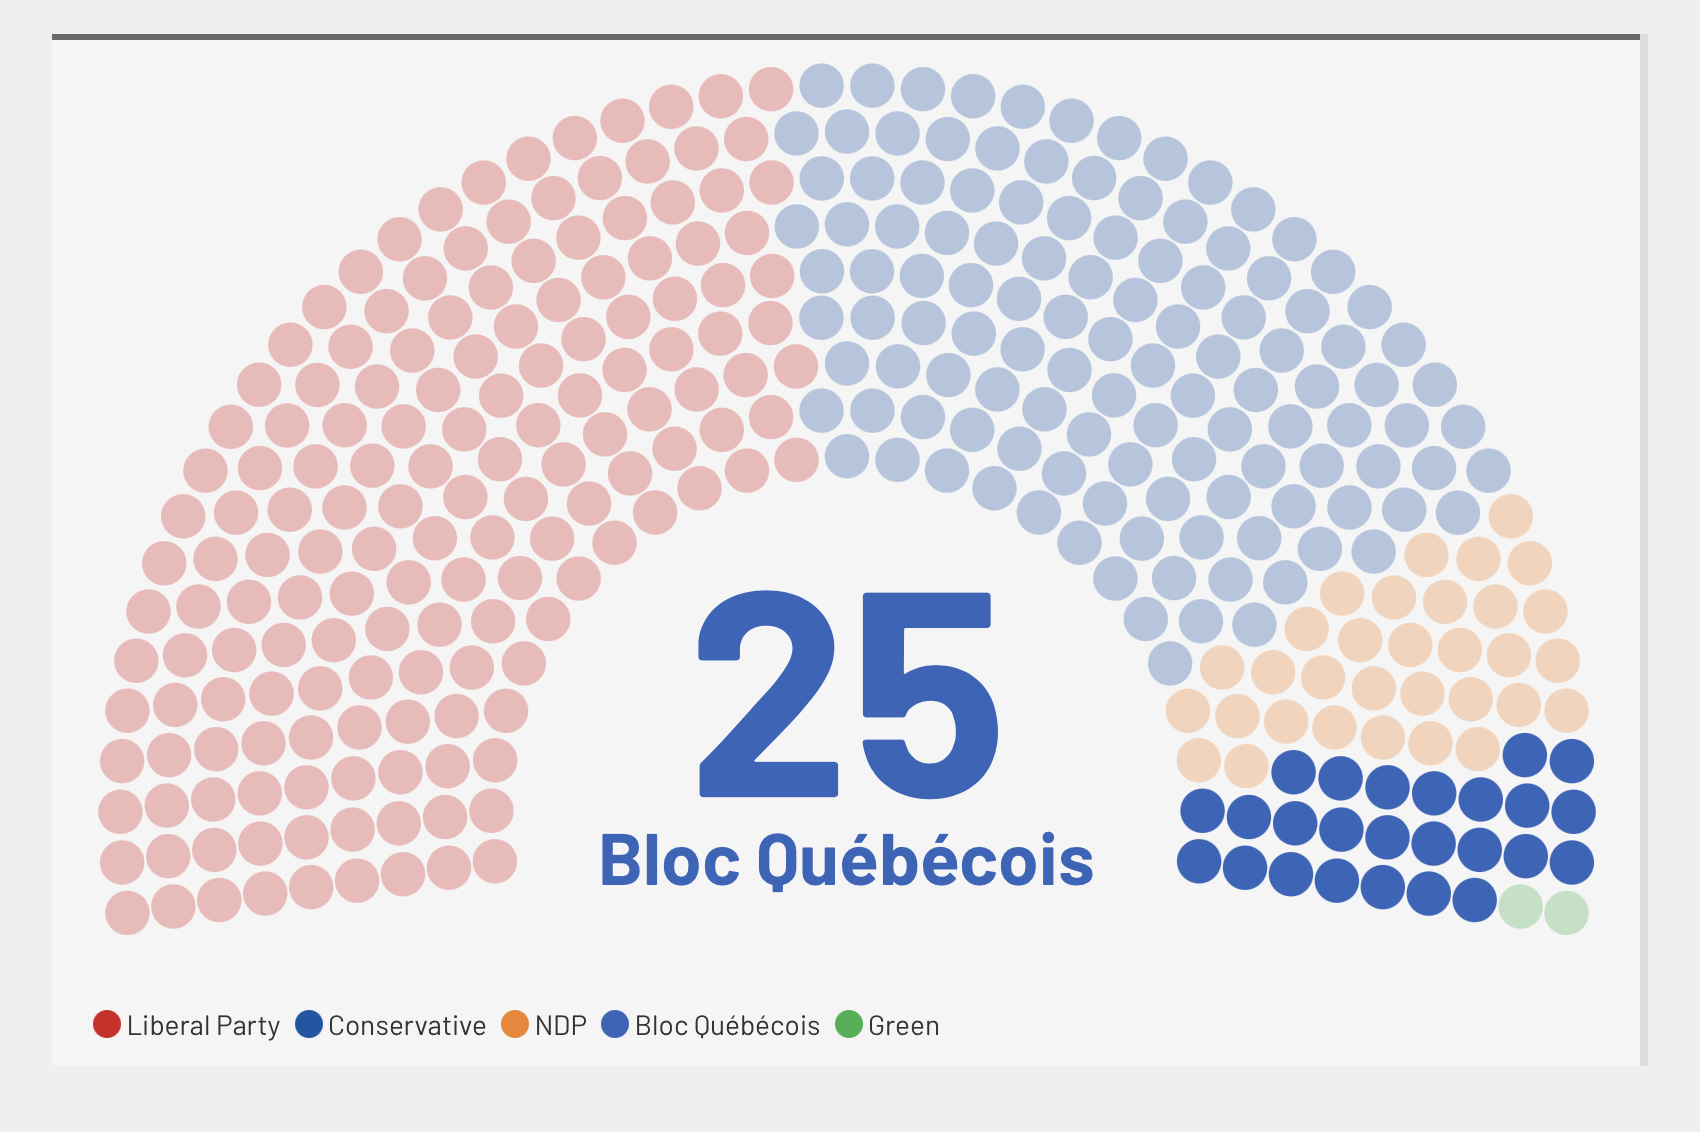 25
Bloc Québécois
Liberal Party Conservative NDP Bloc Québécois Green